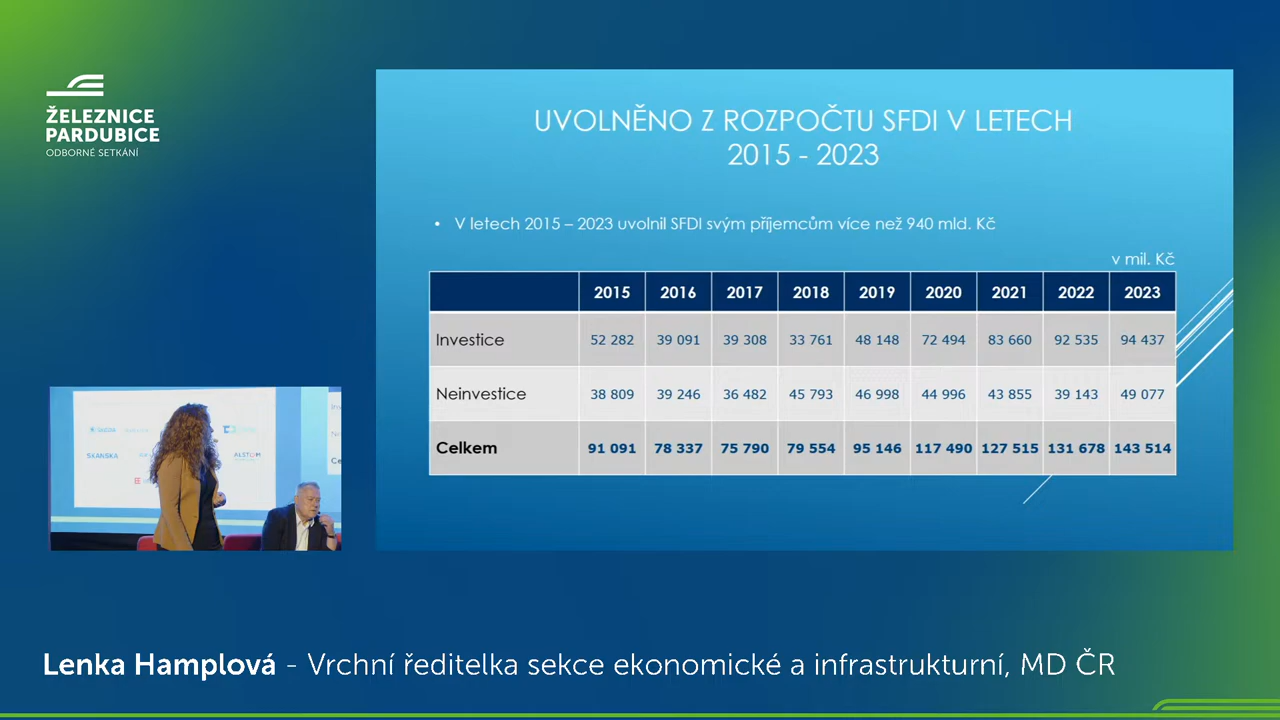 ŽELEZNICE
PARDUBICE
ODBORNÉ SETKÁNÍ
UVOLNĚNO Z ROZPOČTU SFDI V LETECH
2015 - 2023
• V letech 2015 – 2023 uvolnil SFDI svým příjemcům více než 940 mld. Kč
v mil. Kč
2015 2016 2017 2018 2019 2020 2021 2022 2023
Investice 52 282 39 091 39 308 33 761 48 148 72 494 83 660 92 535 94 437
Neinvestice 38 809 39 246 36 482 45 793 46 998 44 996 43 855 39 143 49 077
Celkem 91 091 78 337 75 790 79 554 95 146 117 490 127 515 131 678 143 514
SKANSKA
ALSTOM
Lenka Hamplová - Vrchní ředitelka sekce ekonomické a infrastrukturní, MD ČR